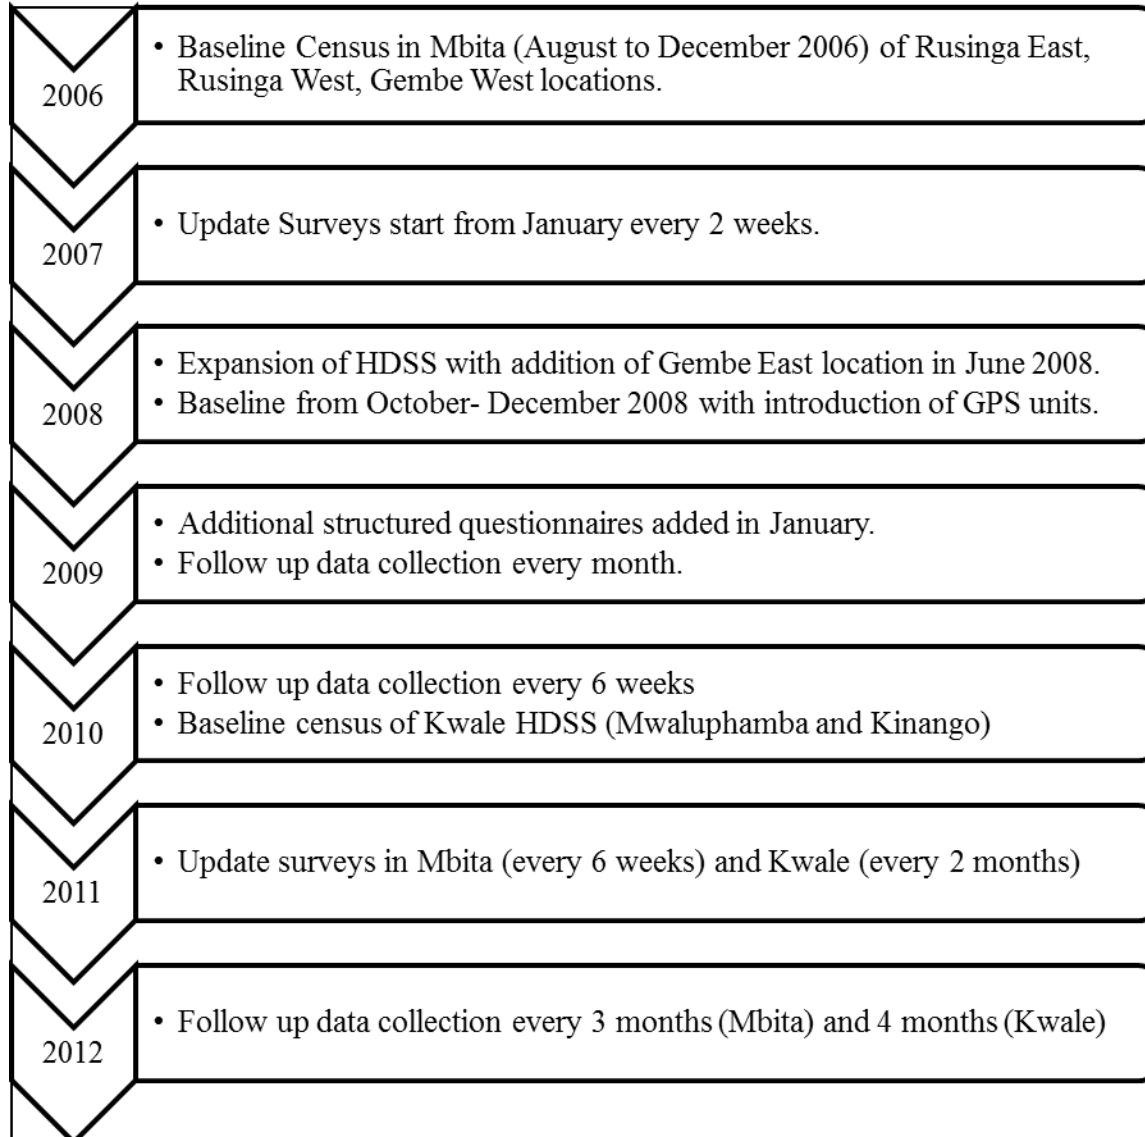 2006
• Baseline Census in Mbita (August to December 2006) of Rusinga East,
Rusinga West, Gembe West locations.
2007
• Update Surveys start from January every 2 weeks.
2008
• Expansion of HDSS with addition of Gembe East location in June 2008.
• Baseline from October- December 2008 with introduction of GPS units.
2009
• Additional structured questionnaires added in January.
• Follow up data collection every month.
2010
• Follow up data collection every 6 weeks
• Baseline census of Kwale HDSS (Mwaluphamba and Kinango)
2011
• Update surveys in Mbita (every 6 weeks) and Kwale (every 2 months)
2012
• Follow up data collection every 3 months (Mbita) and 4 months (Kwale)